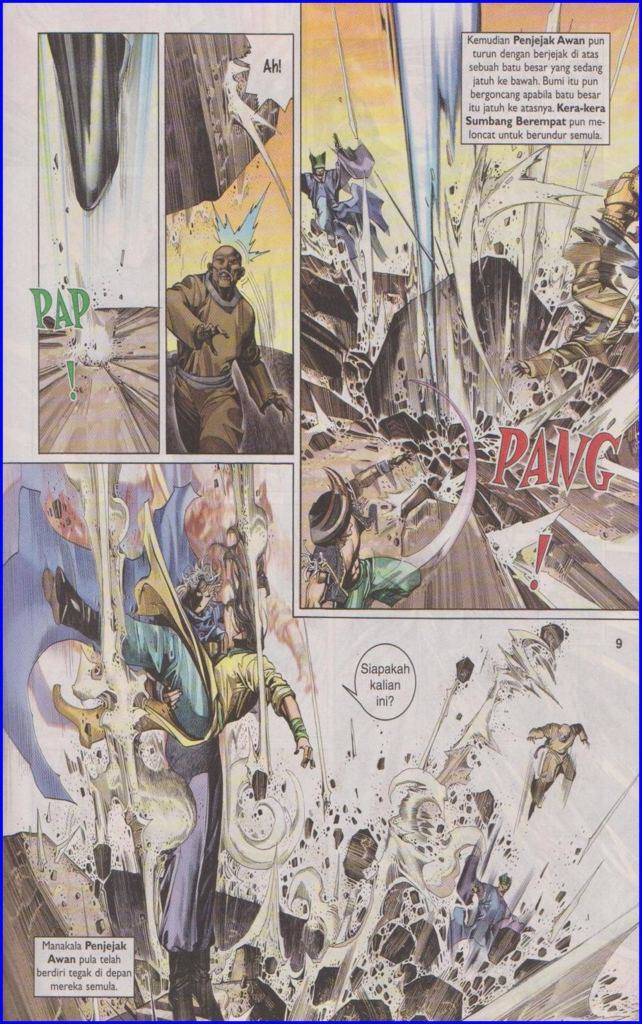 PAP
!
Ah!
Kemudian Penjejak Awan pun
turun dengan berjejak di atas
sebuah batu besar yang sedang
jatuh ke bawah. Bumi itu pun
bergoncang apabila batu besar
itu jatuh ke atasnya. Kera-kera
Sumbang Berempat pun me-
loncat untuk berundur semula.
PANG
!
9
Siapakah
kalian
ini?
Manakala Penjejak
Awan pula telah
berdiri tegak di depan
mereka semula.